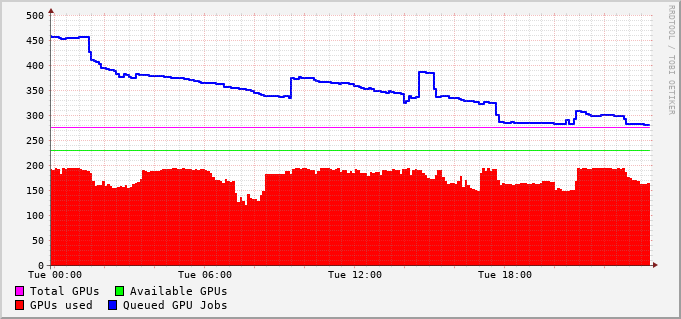 500
450
400
350
300
250
200
150
100
50
0
Tue 00:00 Tue 06:00 Tue 12:00 Tue 18:00
Total GPUs Available GPUs
GPUs used Queued GPU Jobs
RRDTOOL / TOBI OETIKER